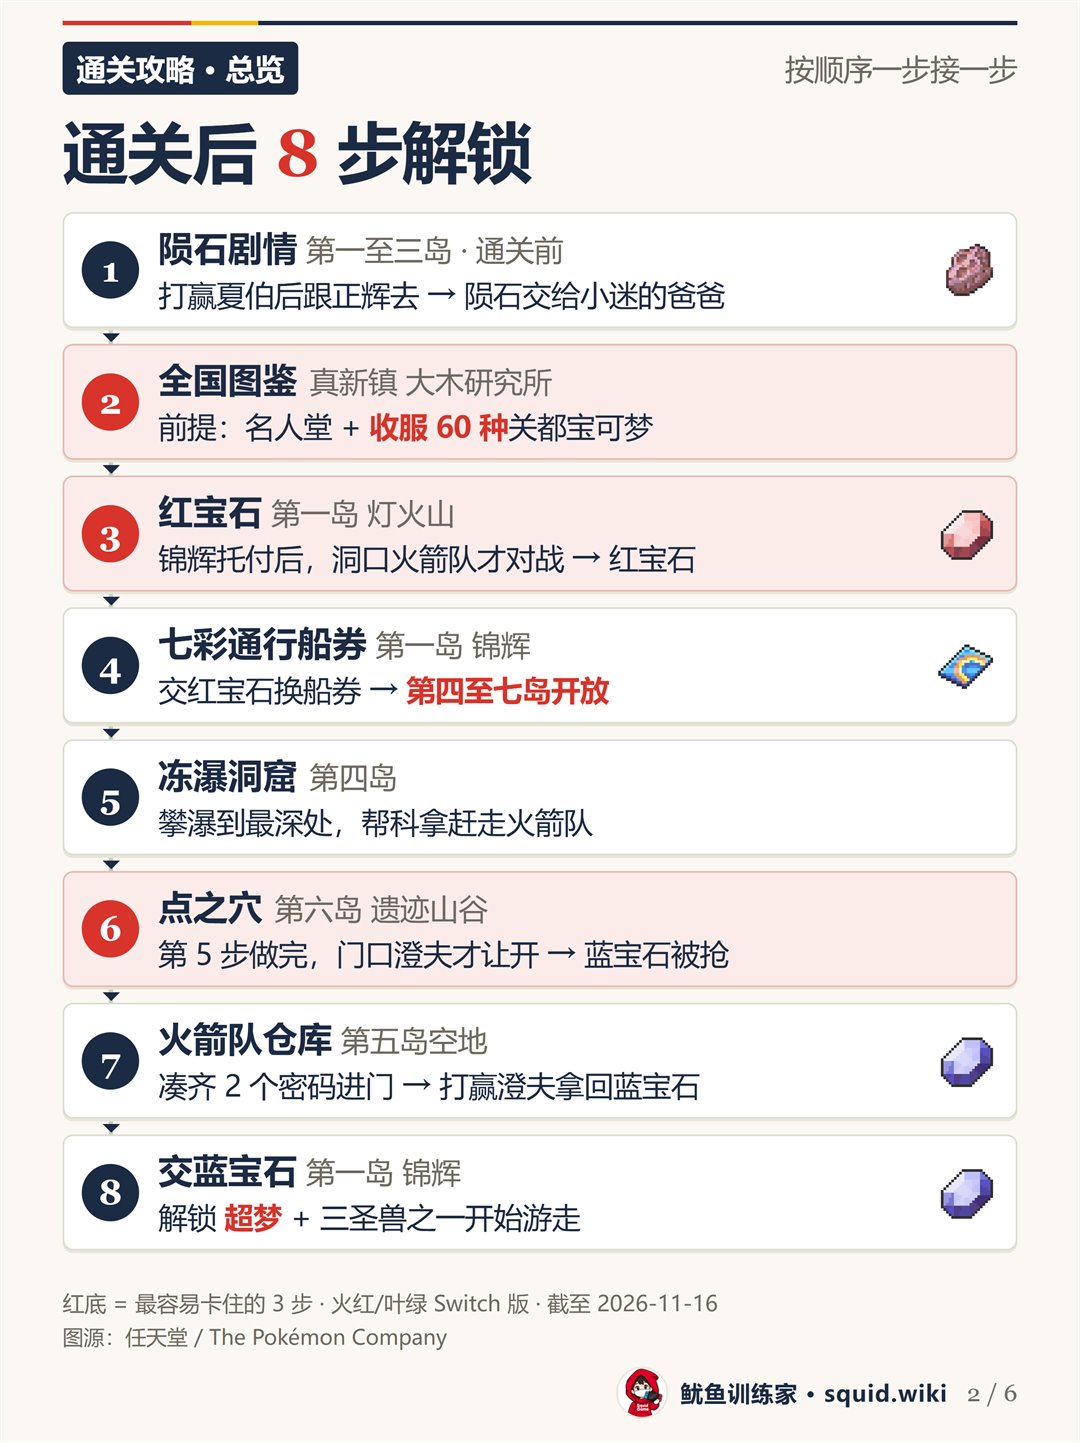 通关攻略 · 总览
按顺序一步接一步
通关后 8 步解锁
1
陨石剧情 第一至三岛 · 通关前
打赢夏伯后跟正辉去 → 陨石交给小迷的爸爸
2
全国图鉴 真新镇 大木研究所
前提：名人堂 + 收服 60 种关都宝可梦
3
红宝石 第一岛 灯火山
锦辉托付后，洞口火箭队才对战 → 红宝石
4
七彩通行船券 第一岛 锦辉
交红宝石换船券 → 第四至七岛开放
5
冻瀑洞窟 第四岛
攀瀑到最深处，帮科拿赶走火箭队
6
点之穴 第六岛 遗迹山谷
第 5 步做完，门口澄夫才让开 → 蓝宝石被抢
7
火箭队仓库 第五岛空地
凑齐 2 个密码进门 → 打赢澄夫拿回蓝宝石
8
交蓝宝石 第一岛 锦辉
解锁 超梦 + 三圣兽之一开始游走
红底 = 最容易卡住的 3 步 · 火红/叶绿 Switch 版 · 截至 2026-11-16
图源：任天堂 / The Pokémon Company
鱿鱼训练家 · squid.wiki 2 / 6